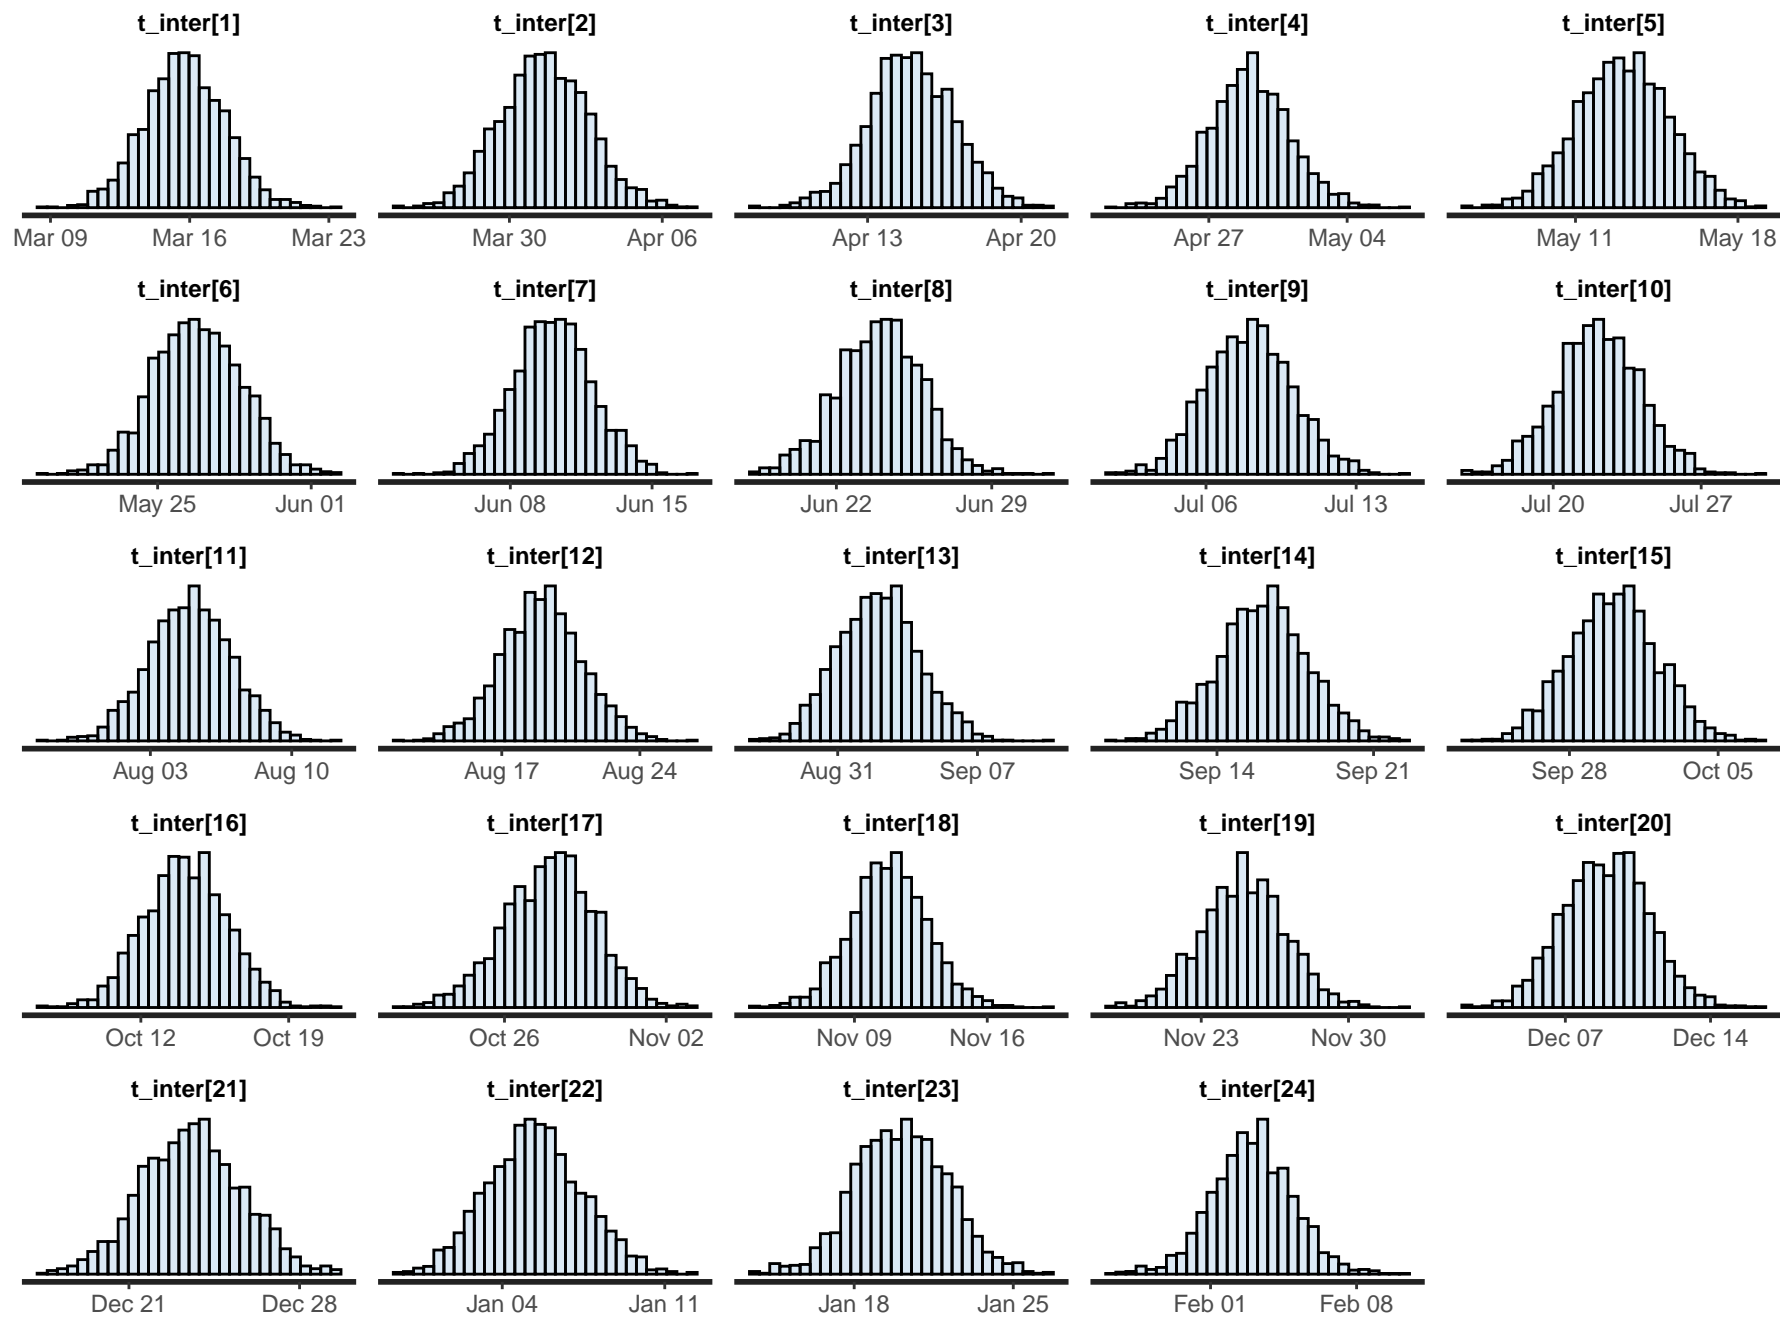 t_inter[1] t_inter[2] t_inter[3] t_inter[4] t_inter[5]
Mar 09 Mar 16 Mar 23 Mar 30 Apr 06 Apr 13 Apr 20 Apr 27 May 04 May 11 May 18
t_inter[6] t_inter[7] t_inter[8] t_inter[9] t_inter[10]
May 25 Jun 01 Jun 08 Jun 15 Jun 22 Jun 29 Jul 06 Jul 13 Jul 20 Jul 27
t_inter[11] t_inter[12] t_inter[13] t_inter[14] t_inter[15]
Aug 03 Aug 10 Aug 17 Aug 24 Aug 31 Sep 07 Sep 14 Sep 21 Sep 28 Oct 05
t_inter[16] t_inter[17] t_inter[18] t_inter[19] t_inter[20]
Oct 12 Oct 19 Oct 26 Nov 02 Nov 09 Nov 16 Nov 23 Nov 30 Dec 07 Dec 14
t_inter[21] t_inter[22] t_inter[23] t_inter[24]
Dec 21 Dec 28 Jan 04 Jan 11 Jan 18 Jan 25 Feb 01 Feb 08